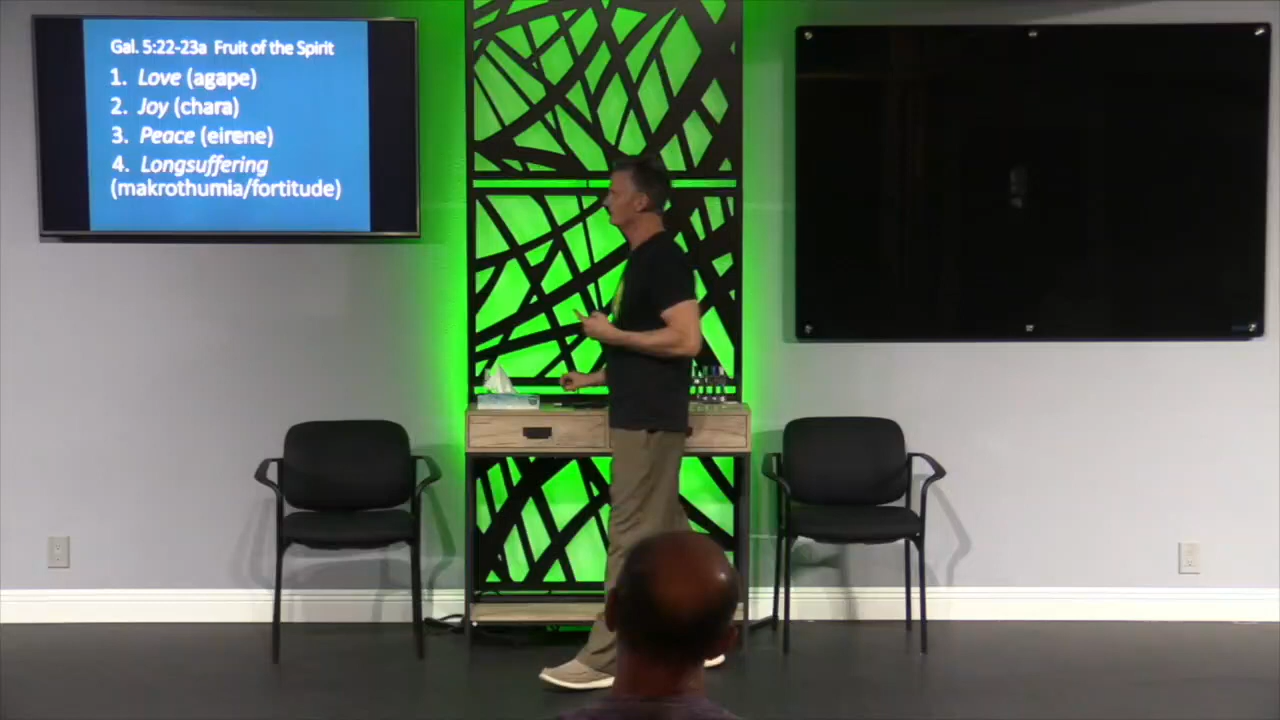 Gal. 5:22-23a Fruit of the Spirit
1. Love (agape)
2. Joy (chara)
3. Peace (eirene)
4. Longsuffering
(makrothumia/fortitude)